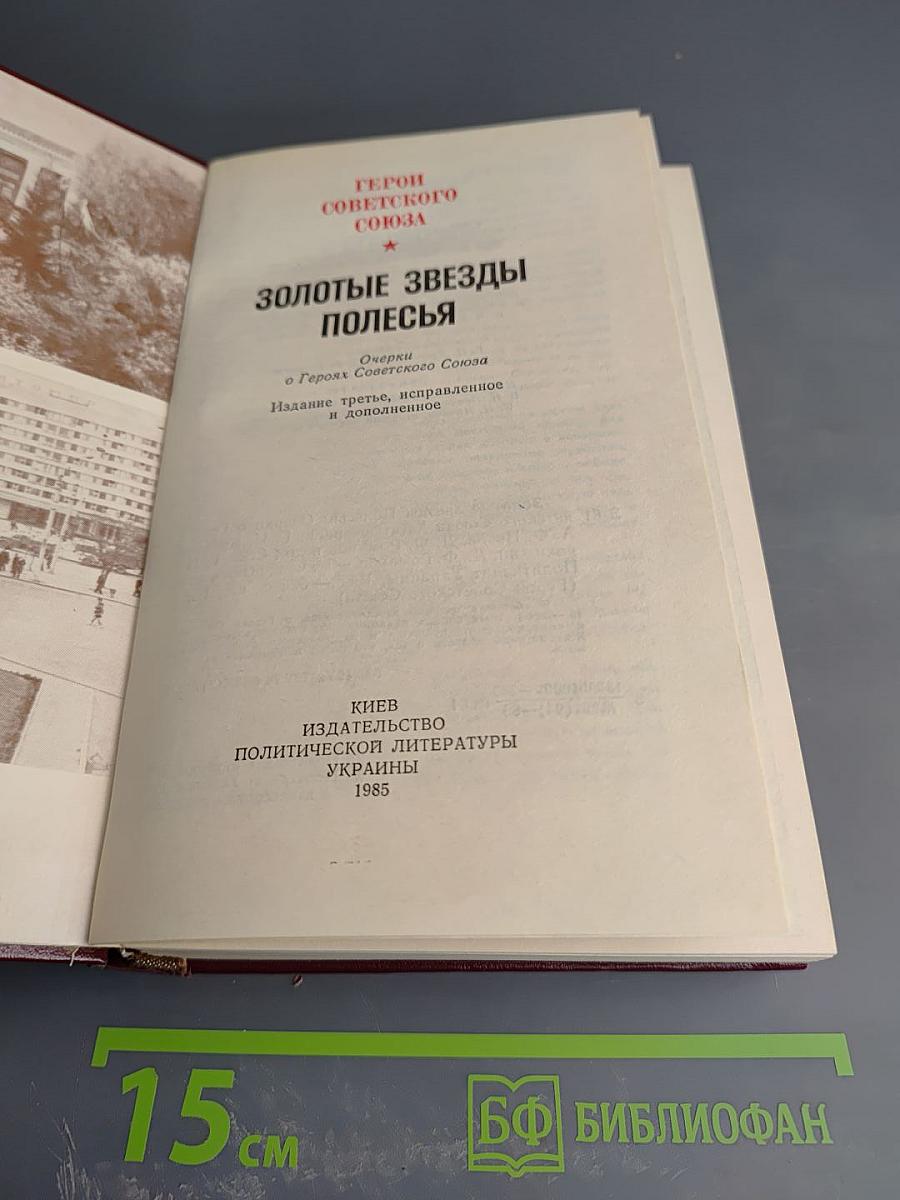 ГЕРОИ
СОВЕТСКОГО
СОЮЗА
ЗОЛОТЫЕ ЗВЕЗДЫ
ПОЛЕСЬЯ
Очерки
о Героях Советского Союза
Издание третье, исправленное
и дополненное
КИЕВ
ИЗДАТЕЛЬСТВО
ПОЛИТИЧЕСКОЙ ЛИТЕРАТУРЫ
УКРАИНЫ
1985
15 см
БФ БИБЛИОФАН